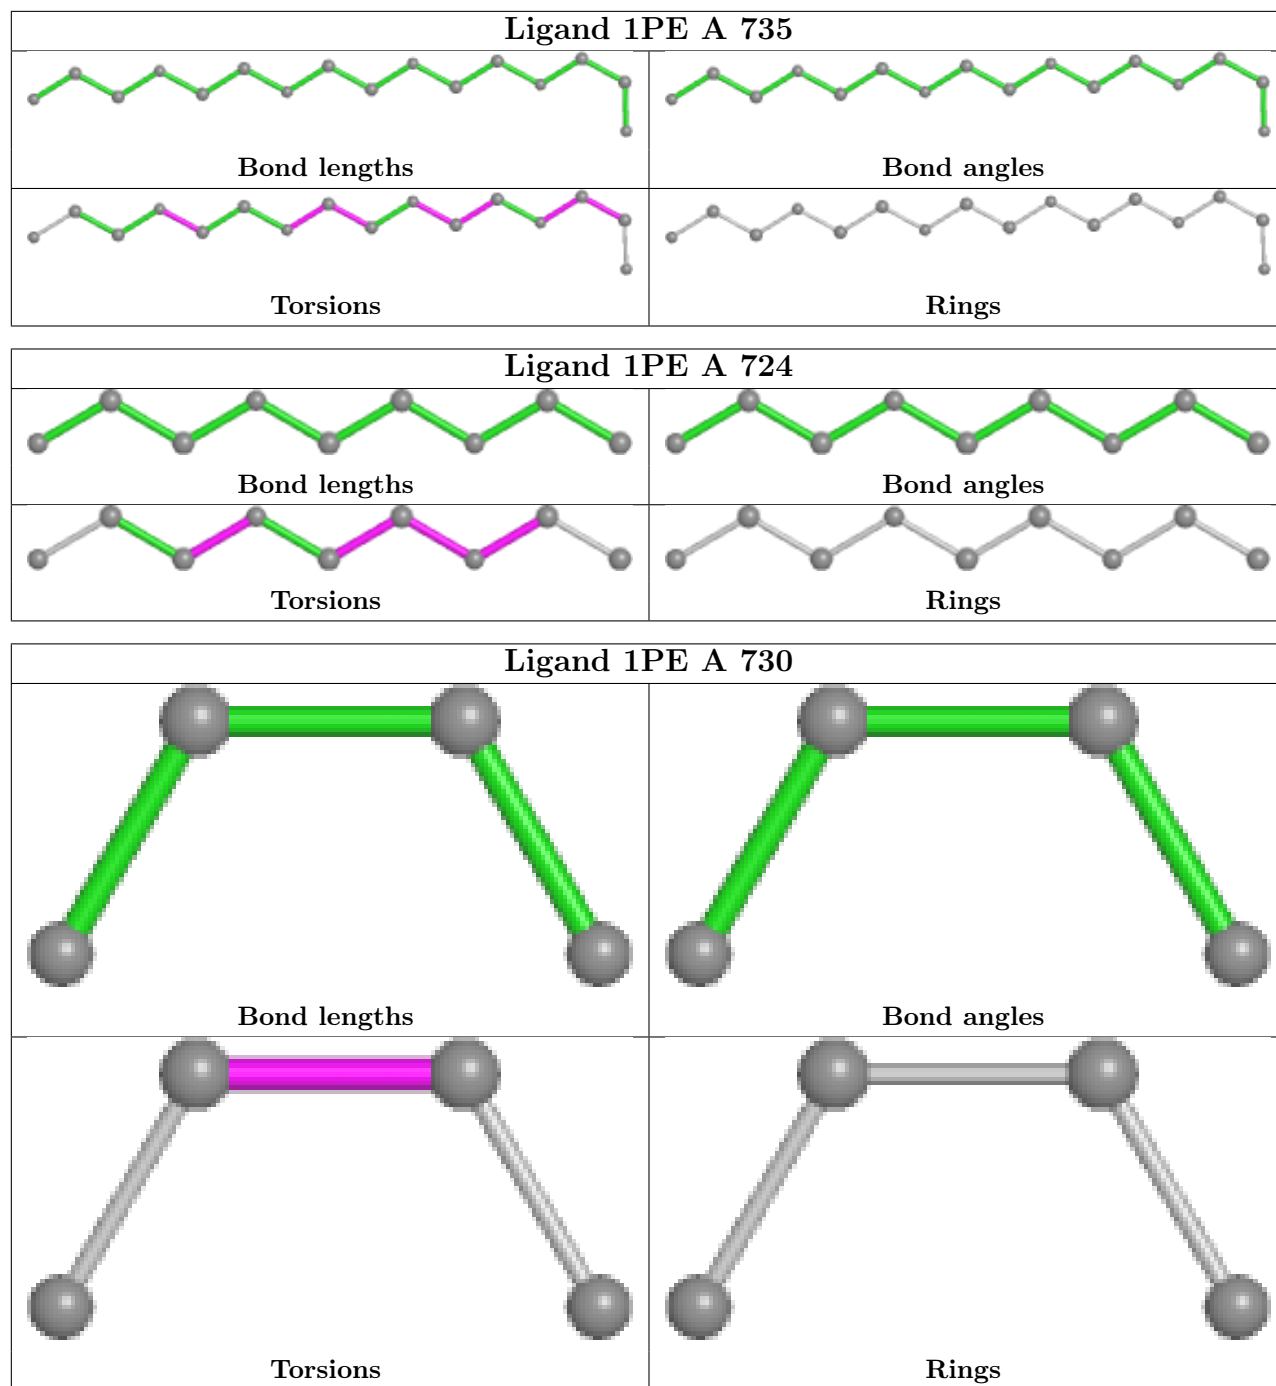 Ligand 1PE A 735
Bond lengths
Bond angles
Torsions
Rings
Ligand 1PE A 724
Bond lengths
Bond angles
Torsions
Rings
Ligand 1PE A 730
Bond lengths
Bond angles
Torsions
Rings